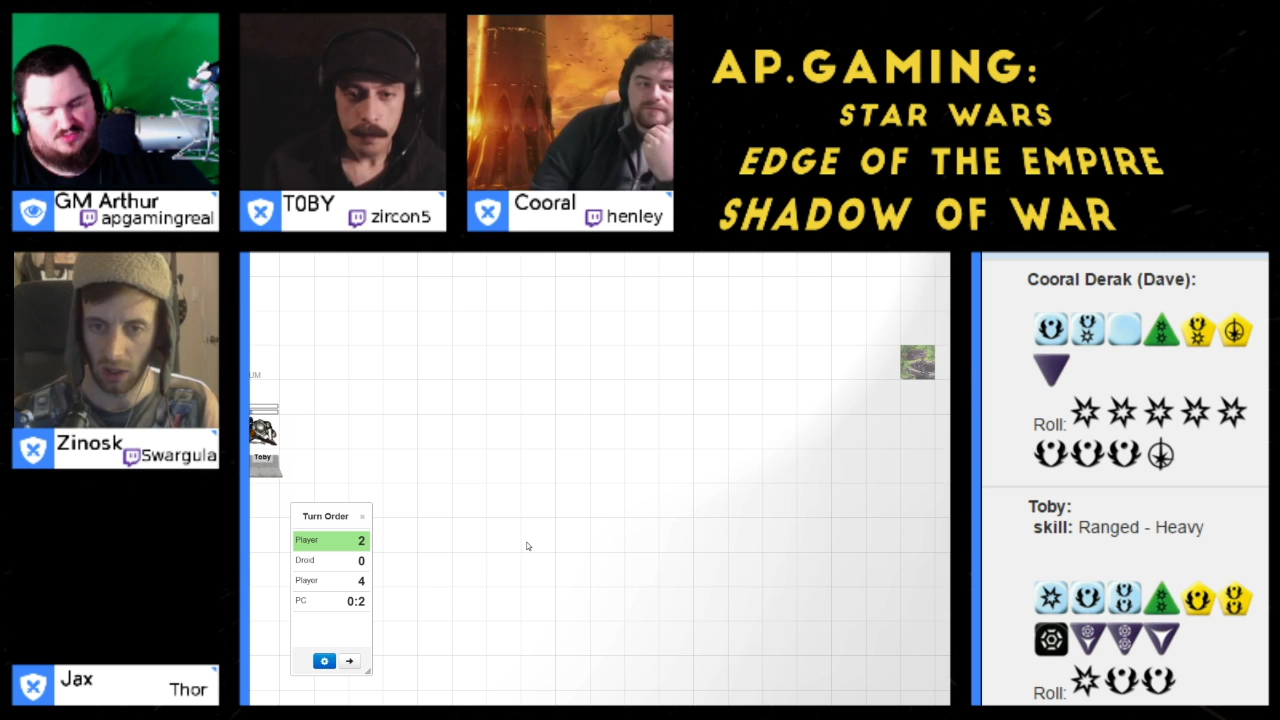 AP.GAMING:
STAR WARS
EDGE OF THE EMPIRE
SHADOW OF WAR
GM Arthur
apgamingreal
TOBY
zircon5
Cooral
henley
Zinosk
Swargula
Jax
Thor
UM
Toby
Turn Order ×
Player 2
Droid 0
Player 4
PC 0:2
Cooral Derak (Dave):
Roll:
Toby:
skill: Ranged - Heavy
Roll: